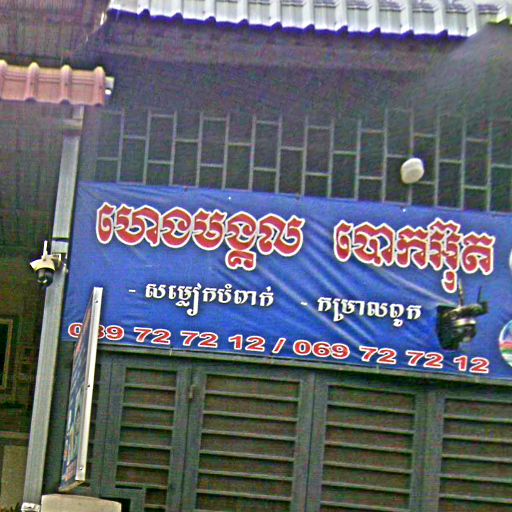 ហេងមង្គល បោកអ៊ុត
- សម្លៀកបំពាក់ - កម្រាលពូក
089 72 72 12 / 069 72 72 12